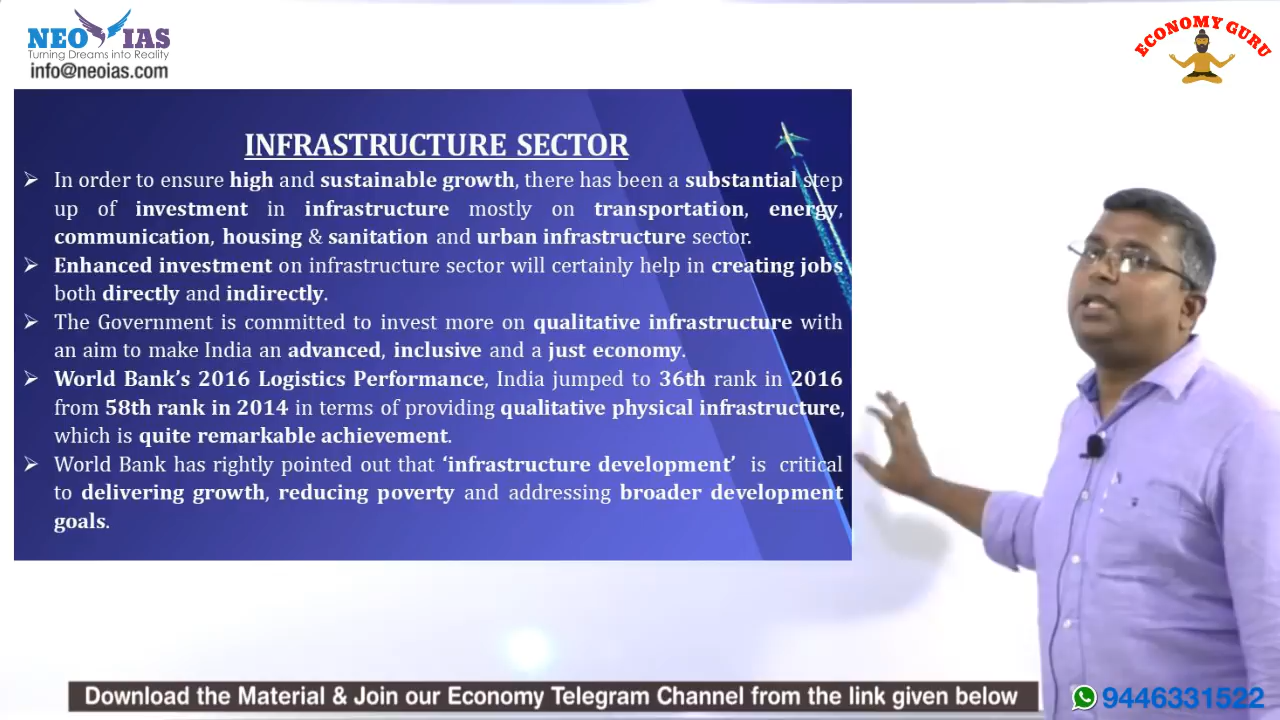 NEO IAS
Turning Dreams into Reality
info@neoias.com
ECONOMY GURU
INFRASTRUCTURE SECTOR
➢ In order to ensure high and sustainable growth, there has been a substantial step
up of investment in infrastructure mostly on transportation, energy,
communication, housing & sanitation and urban infrastructure sector.
➢ Enhanced investment on infrastructure sector will certainly help in creating jobs
both directly and indirectly.
➢ The Government is committed to invest more on qualitative infrastructure with
an aim to make India an advanced, inclusive and a just economy.
➢ World Bank's 2016 Logistics Performance, India jumped to 36th rank in 2016
from 58th rank in 2014 in terms of providing qualitative physical infrastructure,
which is quite remarkable achievement.
➢ World Bank has rightly pointed out that ‘infrastructure development’ is critical
to delivering growth, reducing poverty and addressing broader development
goals.
Download the Material & Join our Economy Telegram Channel from the link given below
9446331522